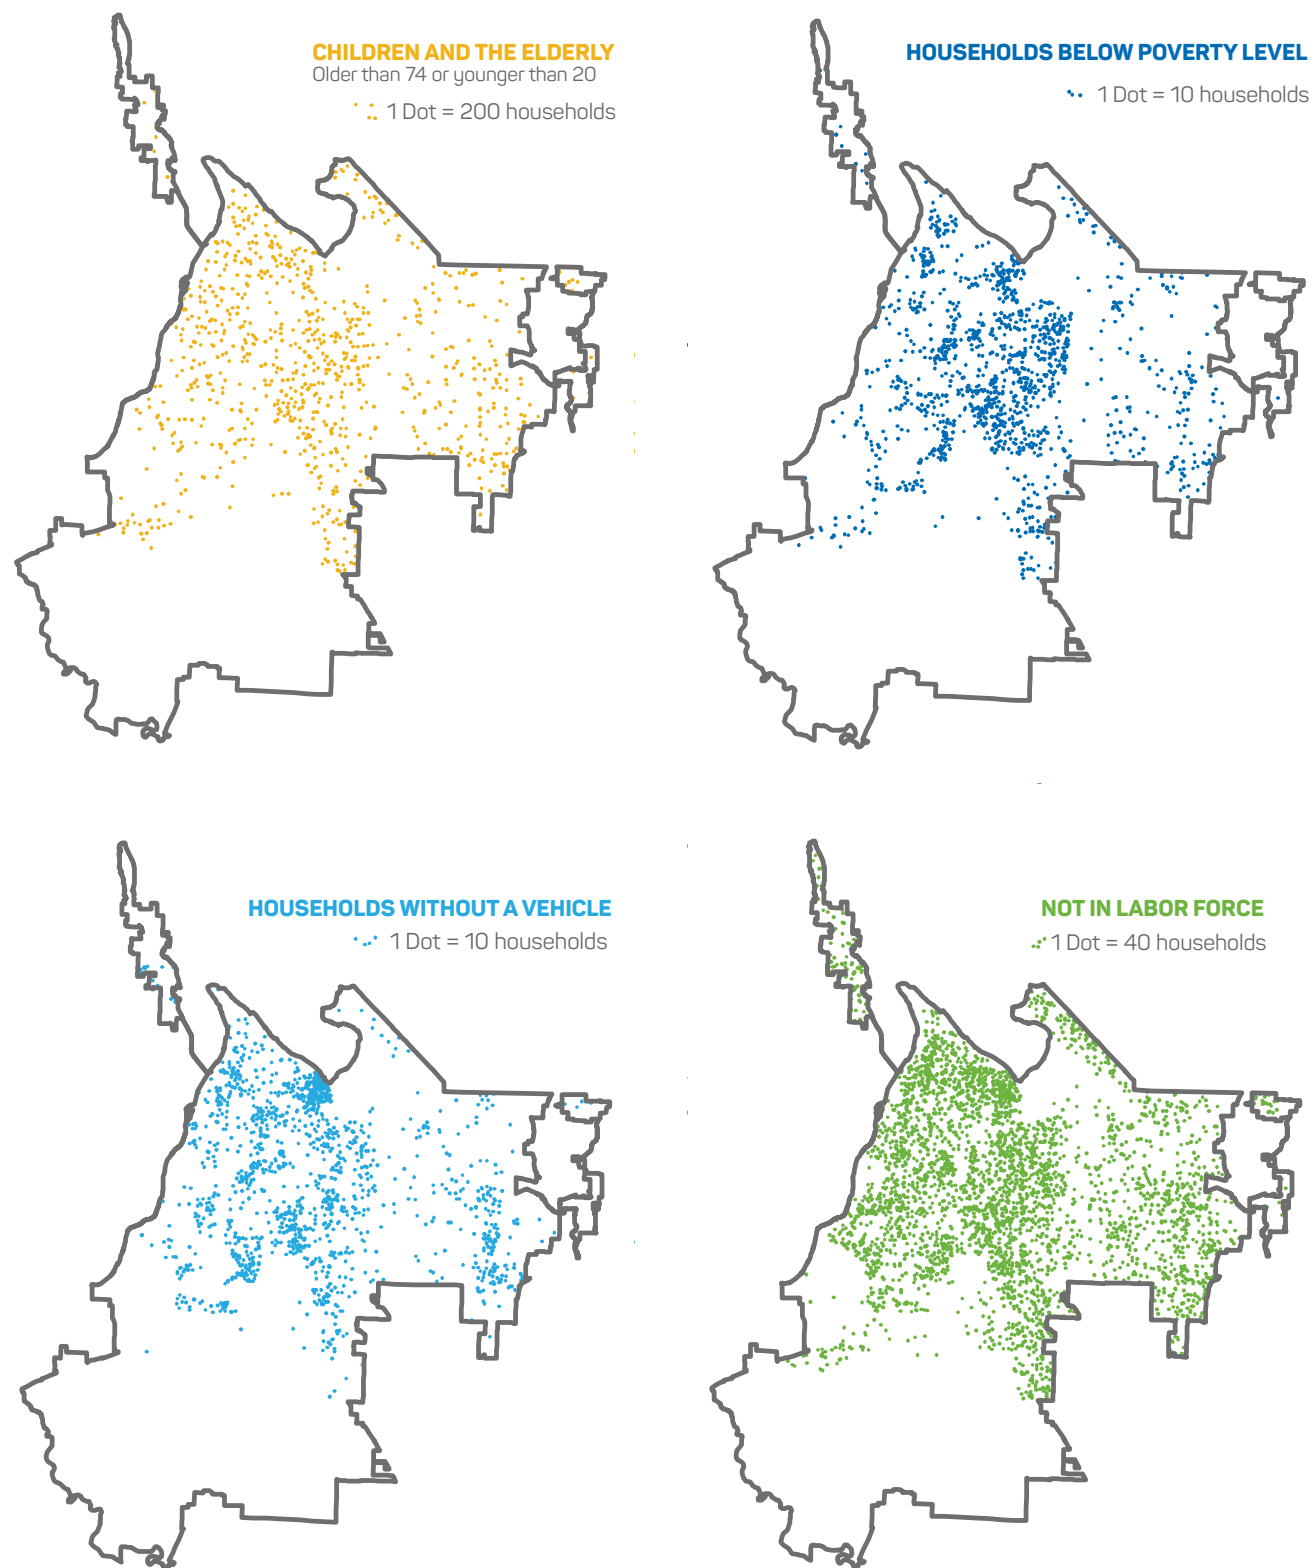 CHILDREN AND THE ELDERLY
Older than 74 or younger than 20
1 Dot = 200 households
HOUSEHOLDS BELOW POVERTY LEVEL
1 Dot = 10 households
HOUSEHOLDS WITHOUT A VEHICLE
1 Dot = 10 households
NOT IN LABOR FORCE
1 Dot = 40 households